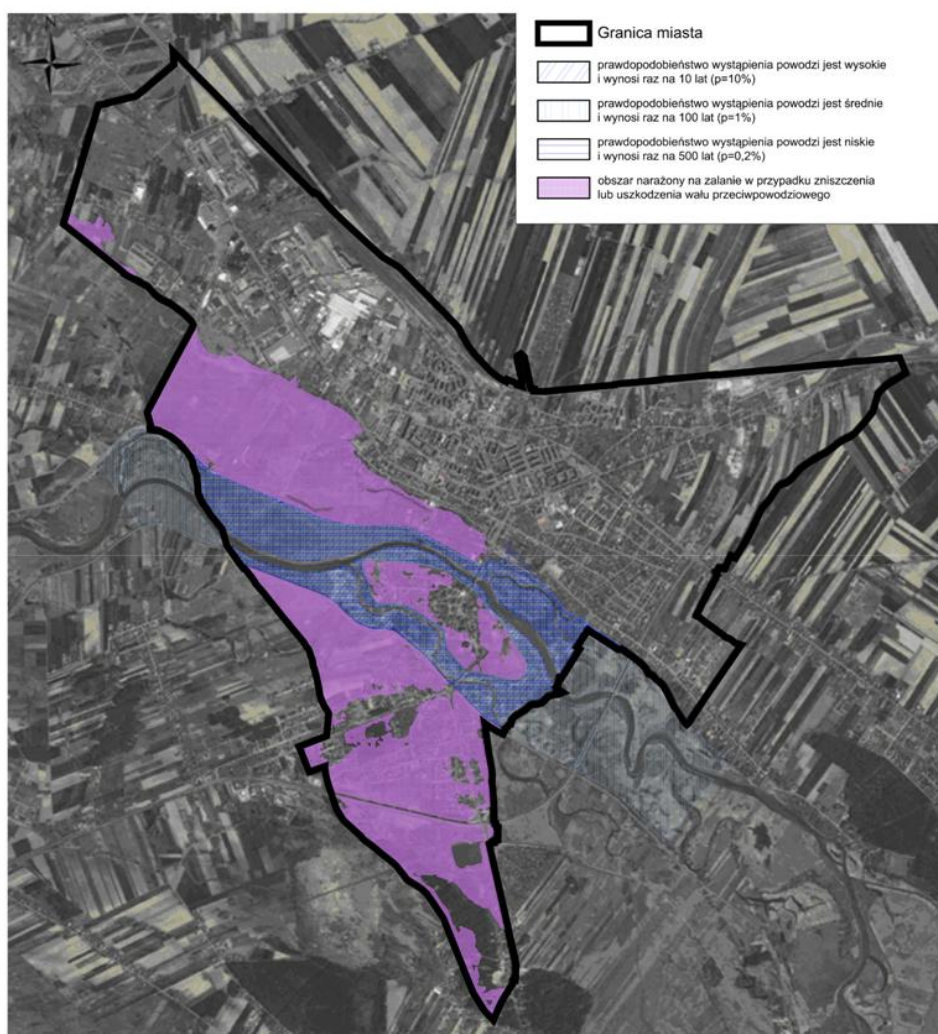 N
Granica miasta
prawdopodobieństwo wystąpienia powodzi jest wysokie
i wynosi raz na 10 lat (p=10%)
prawdopodobieństwo wystąpienia powodzi jest średnie
i wynosi raz na 100 lat (p=1%)
prawdopodobieństwo wystąpienia powodzi jest niskie
i wynosi raz na 500 lat (p=0,2%)
obszar narażony na zalanie w przypadku zniszczenia
lub uszkodzenia wału przeciwpowodziowego